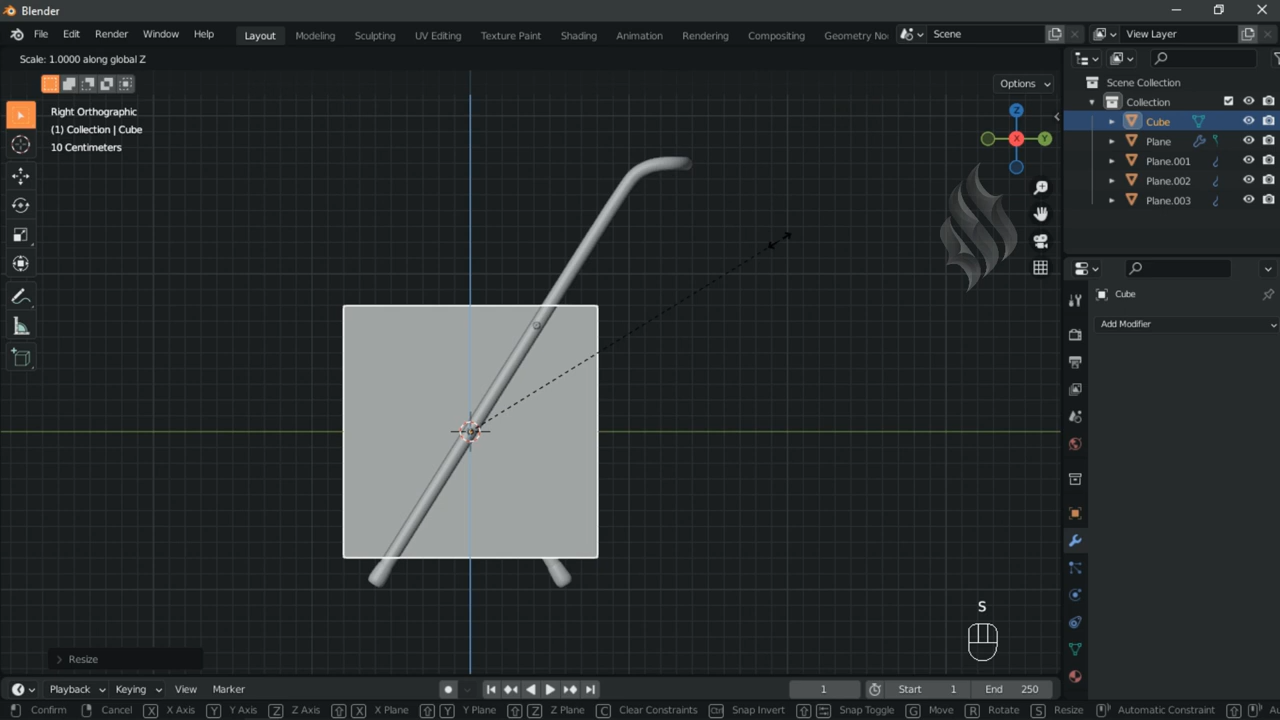 Blender
File Edit Render Window Help Layout Modeling Sculpting UV Editing Texture Paint Shading Animation Rendering Compositing Geometry No Scene View Layer
Scale: 1.0000 along global Z
Options
Right Orthographic
(1) Collection | Cube
10 Centimeters
Z
Y
X
Scene Collection
Collection
Cube
Plane
Plane.001
Plane.002
Plane.003
Cube
Add Modifier
S
Resize
Playback Keying View Marker 1 Start 1 End 250
Confirm Cancel X X Axis Y Y Axis Z Z Axis X X Plane Y Y Plane Z Z Plane C Clear Constraints Ctrl Snap Invert Snap Toggle G Move R Rotate S Resize Automatic Constraint Au